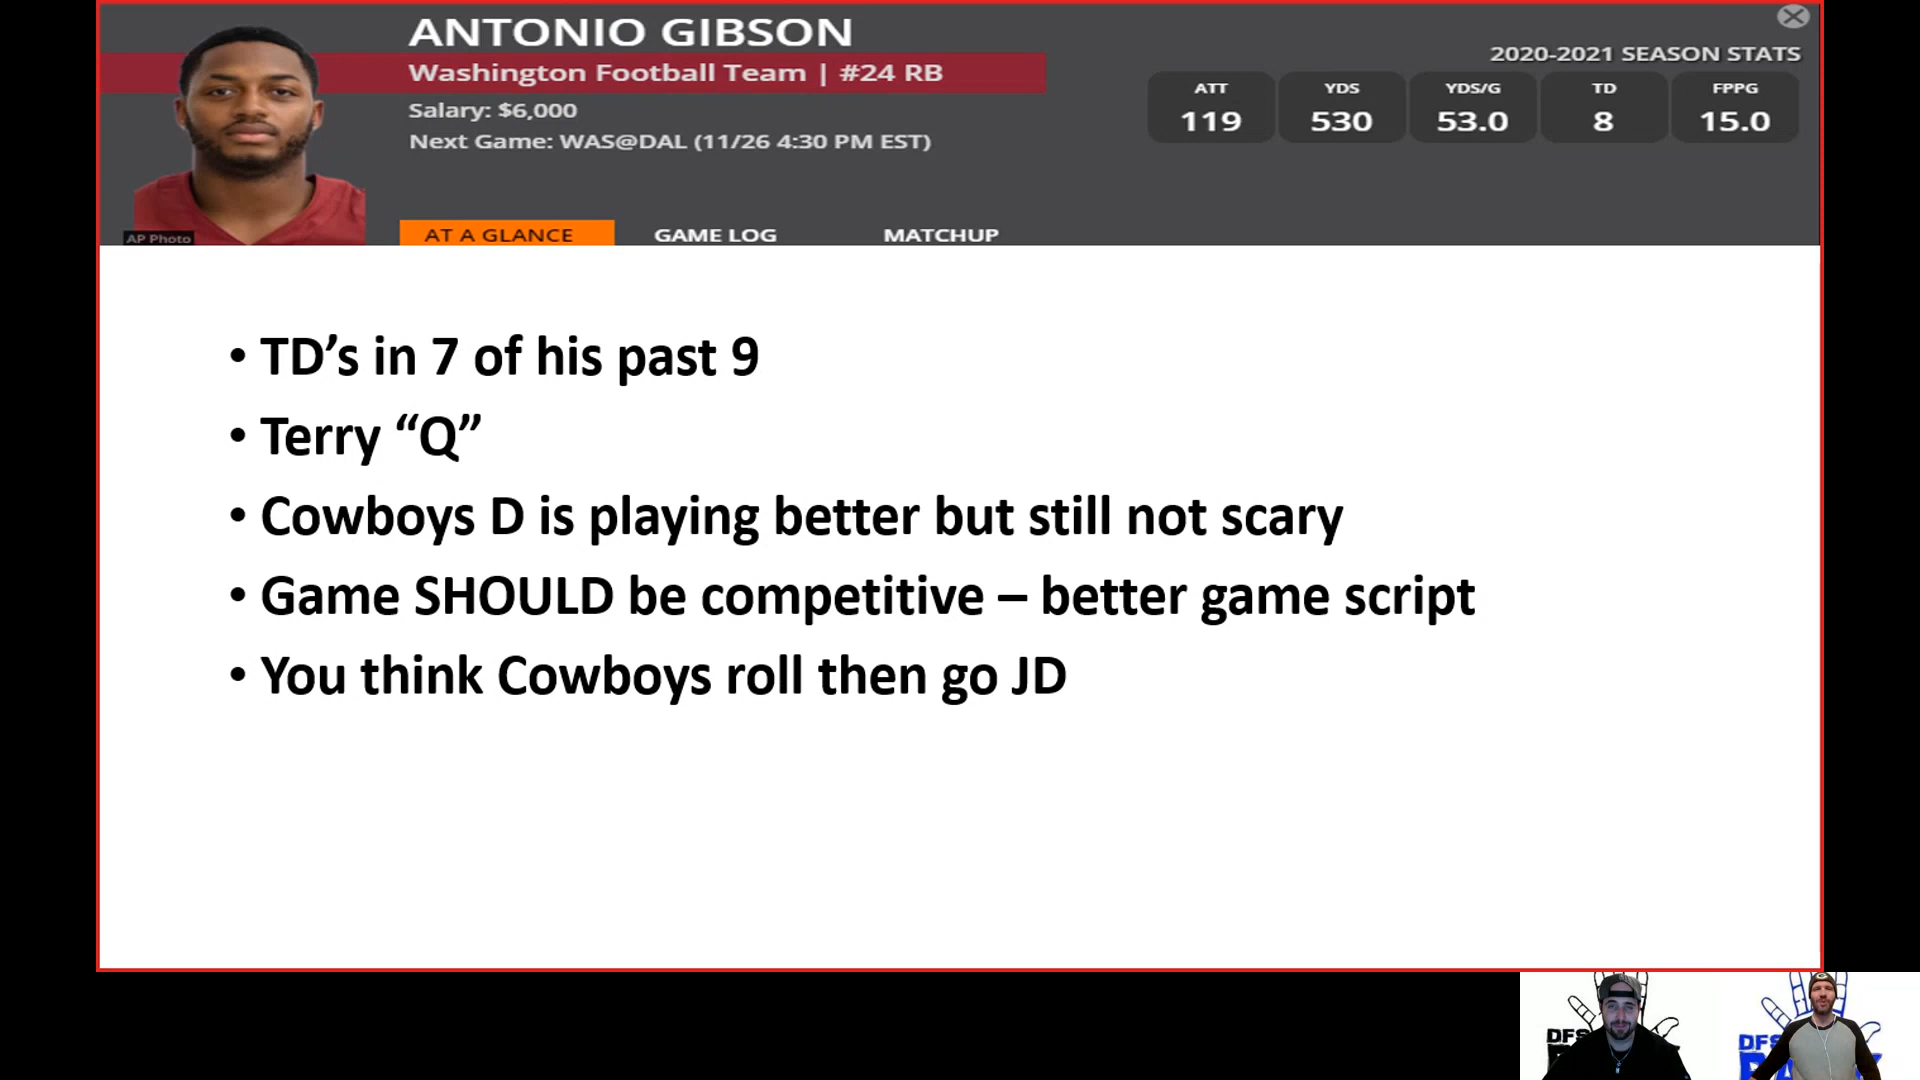 ANTONIO GIBSON
Washington Football Team | #24 RB
Salary: $6,000
Next Game: WAS@DAL (11/26 4:30 PM EST)
2020-2021 SEASON STATS
ATT YDS YDS/G TD FPPG
119 530 53.0 8 15.0
AP Photo
AT A GLANCE GAME LOG MATCHUP
• TD’s in 7 of his past 9
• Terry “Q”
• Cowboys D is playing better but still not scary
• Game SHOULD be competitive – better game script
• You think Cowboys roll then go JD
DFS
DFS